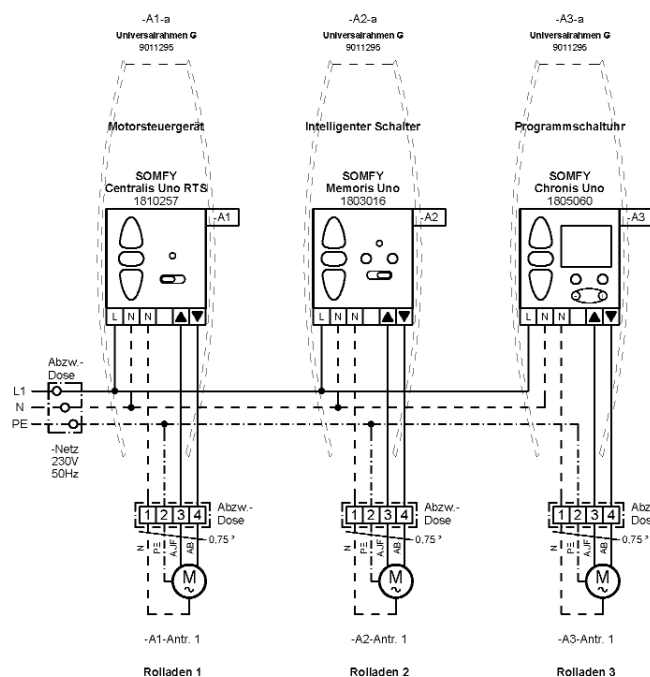 -A1-a
Universalrahmen G
9011295
-A2-a
Universalrahmen G
9011295
-A3-a
Universalrahmen G
9011295
Motorsteuergerät
Intelligenter Schalter
Programmschaltuhr
SOMFY
Centralis Uno RTS
1810257
SOMFY
Memoris Uno
1803016
SOMFY
Chronis Uno
1805060
-A1
-A2
-A3
L N N ▲ ▼
L N N ▲ ▼
L N N ▲ ▼
Abzw.-
Dose
L1
N
PE
-Netz
230V
50Hz
1 2 3 4
Abzw.-
Dose
1 2 3 4
Abzw.-
Dose
1 2 3 4
Abzw
Dose
N PE AUF AB
0,75 ²
N PE AUF AB
0,75 ²
N PE AUF AB
0,75 ²
M
~
M
~
M
~
-A1-Antr. 1
-A2-Antr. 1
-A3-Antr. 1
Rolladen 1
Rolladen 2
Rolladen 3